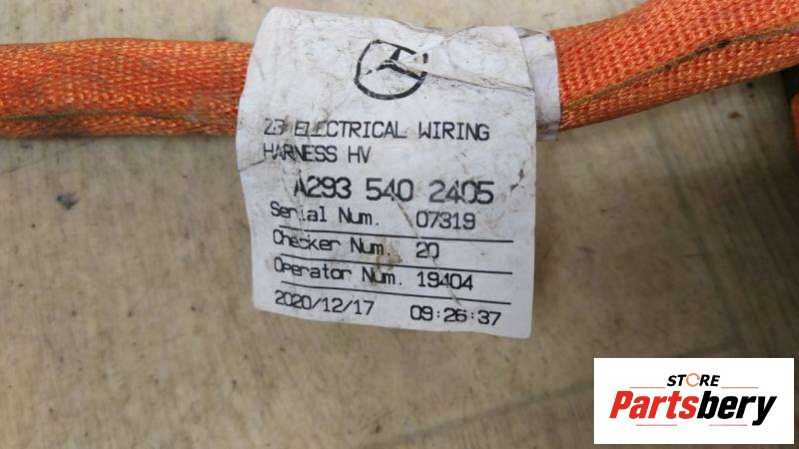 ELECTRICAL WIRING
HARNESS HV
A293 540 2405
Serial Num. 07319
Checker Num. 20
Operator Num. 19404
2020/12/17 09:26:37
STORE
Partsbery